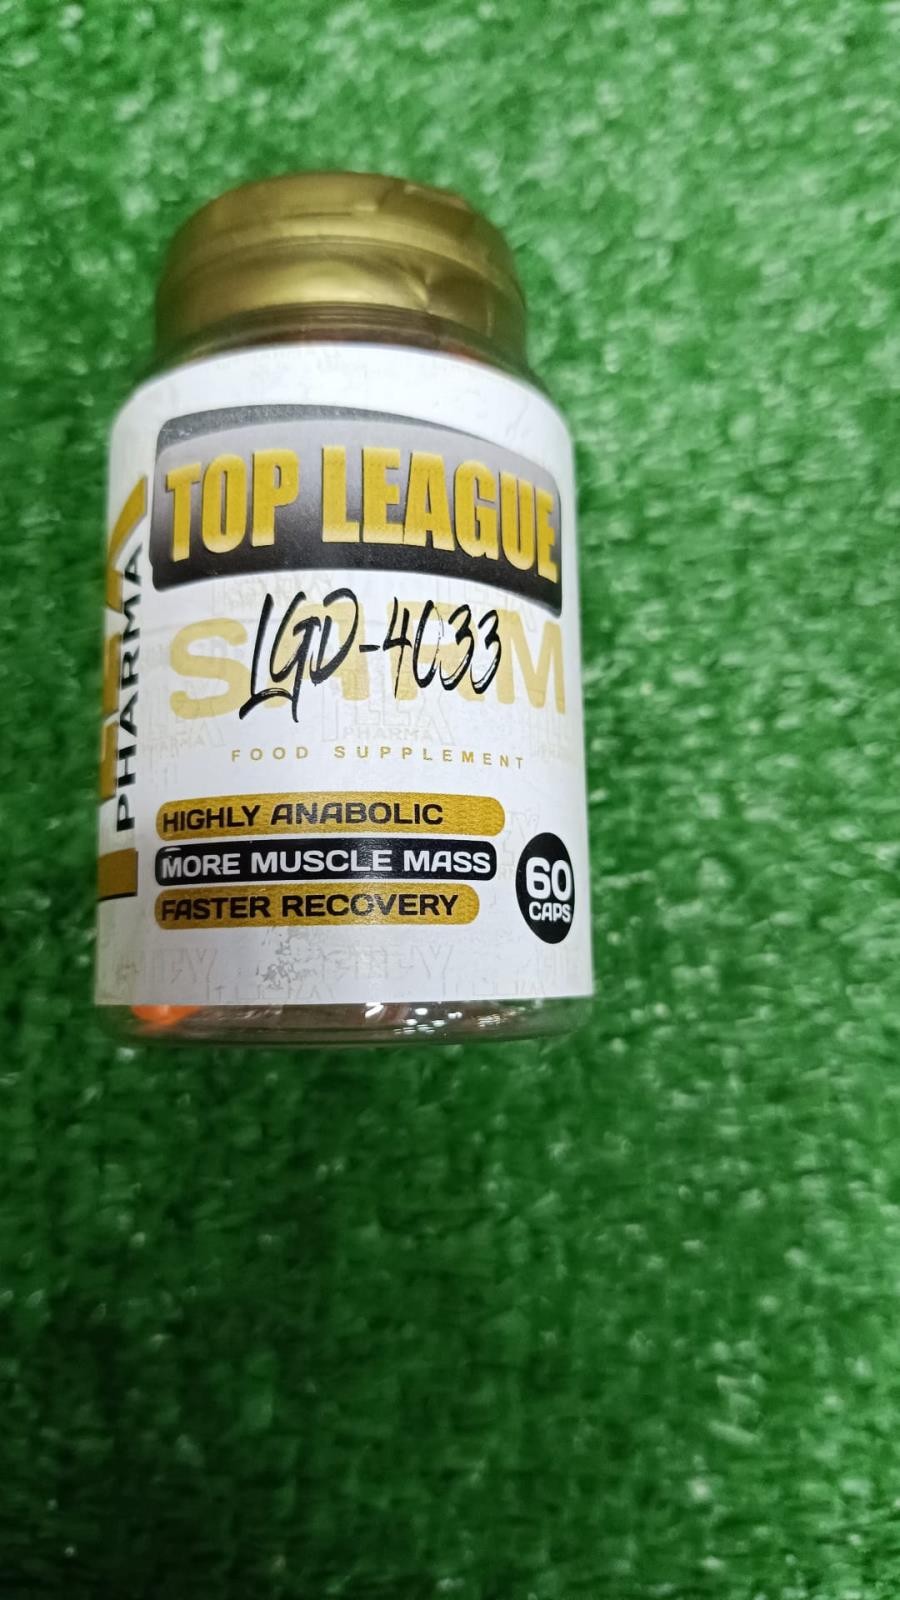 TOP LEAGUE
SARM
LGD-4033
FOOD SUPPLEMENT
HIGHLY ANABOLIC
MORE MUSCLE MASS
FASTER RECOVERY
60
CAPS
PHARMA